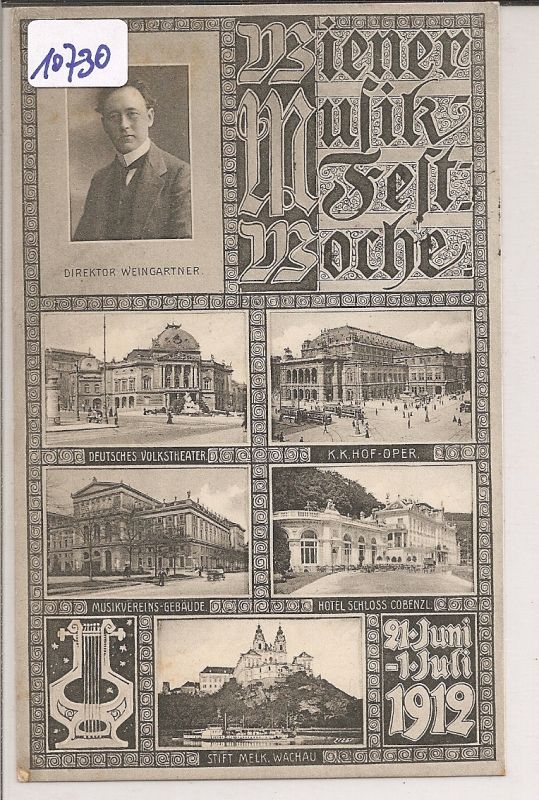 10730
Wiener
Musik-
Fest-
Woche.
DIREKTOR WEINGARTNER.
DEUTSCHES VOLKSTHEATER.
K.K. HOF-OPER.
MUSIKVEREINS-GEBÄUDE.
HOTEL SCHLOSS COBENZL.
21. Juni
-1. Juli
1912
STIFT MELK. WACHAU.